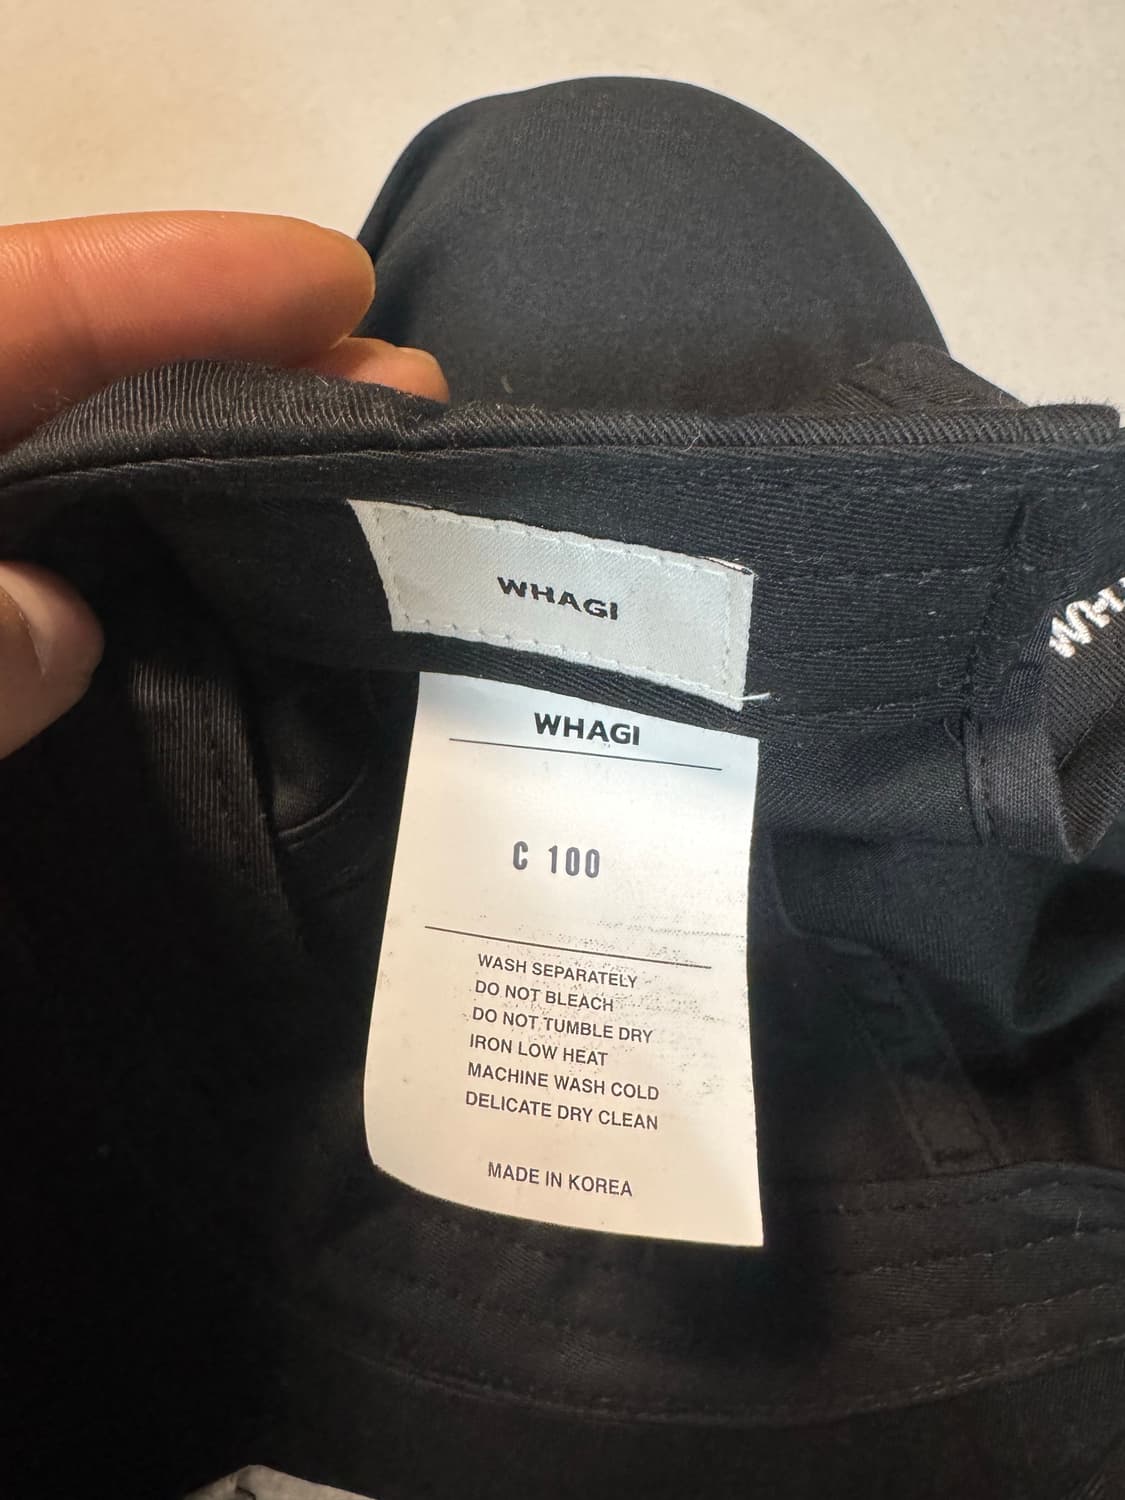 WHAGI
WHAGI
C 100
WASH SEPARATELY
DO NOT BLEACH
DO NOT TUMBLE DRY
IRON LOW HEAT
MACHINE WASH COLD
DELICATE DRY CLEAN
MADE IN KOREA